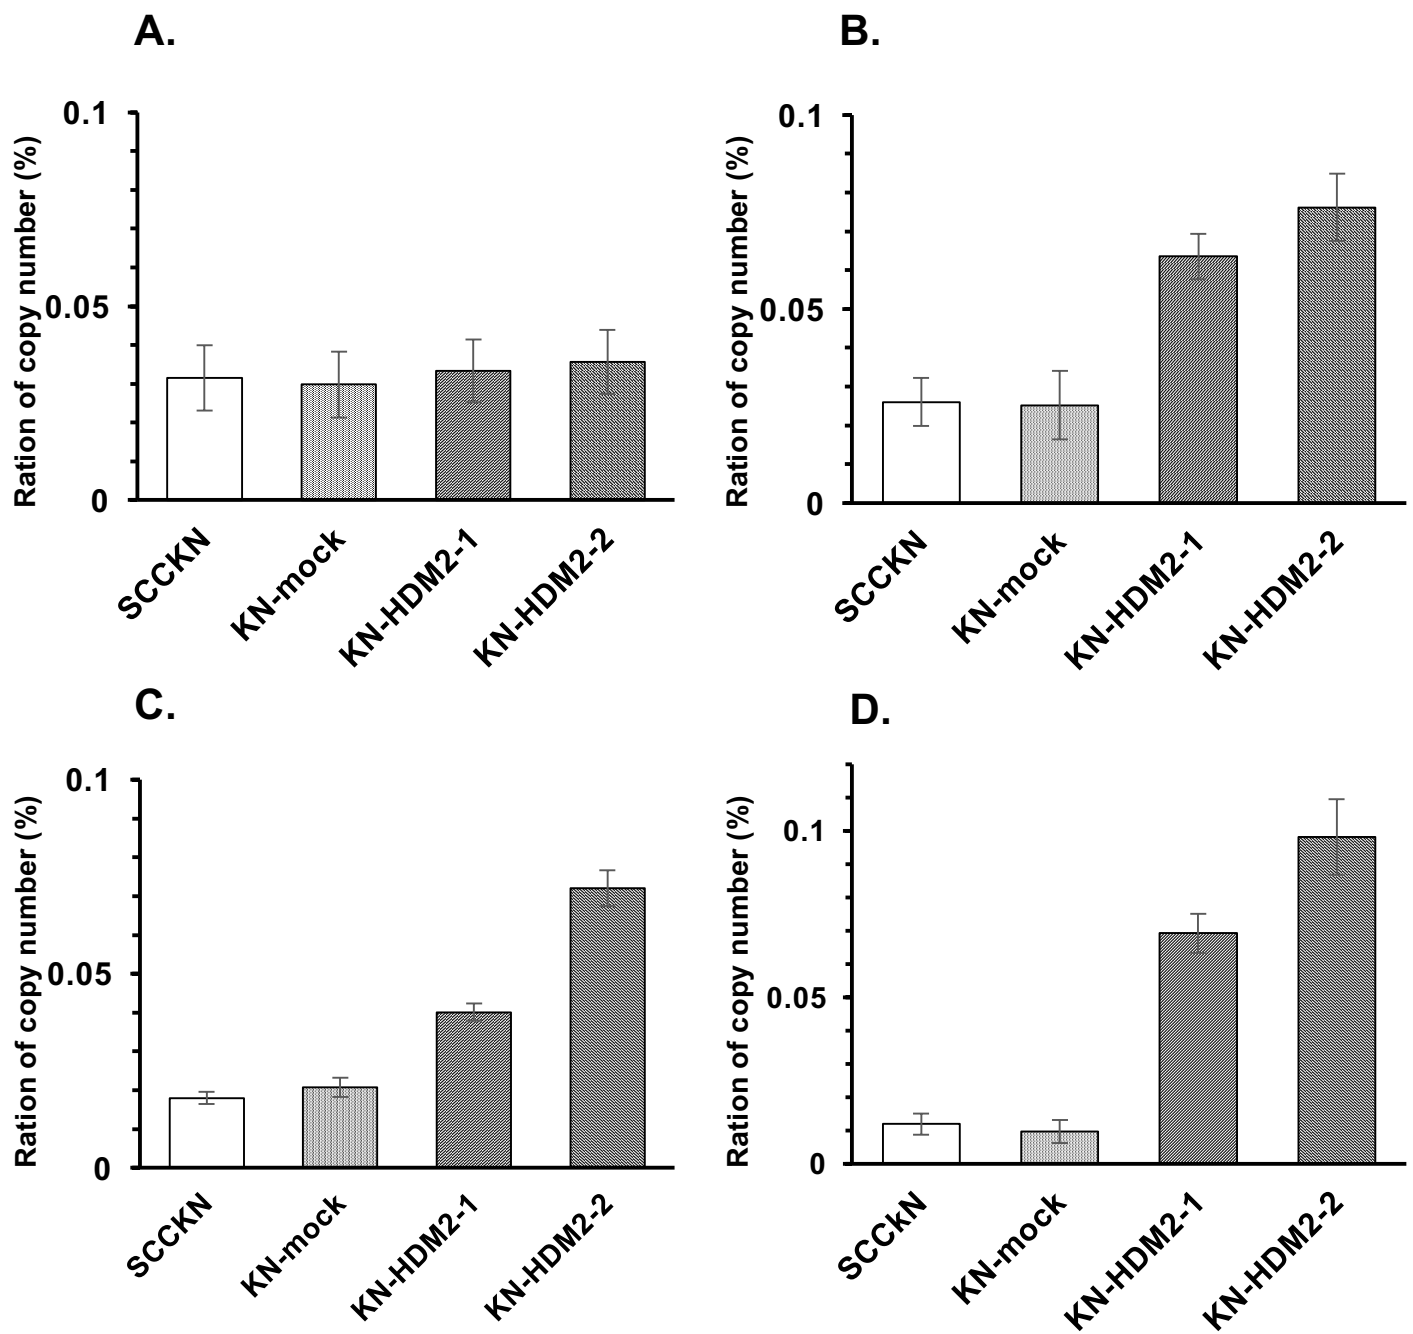 A.
Ration of copy number (%)
0.1
0.05
0
SCCKN
KN-mock
KN-HDM2-1
KN-HDM2-2
B.
Ration of copy number (%)
0.1
0.05
0
SCCKN
KN-mock
KN-HDM2-1
KN-HDM2-2
C.
Ration of copy number (%)
0.1
0.05
0
SCCKN
KN-mock
KN-HDM2-1
KN-HDM2-2
D.
Ration of copy number (%)
0.1
0.05
0
SCCkN
KN-mock
KN-HDM2-1
KN-HDM2-2